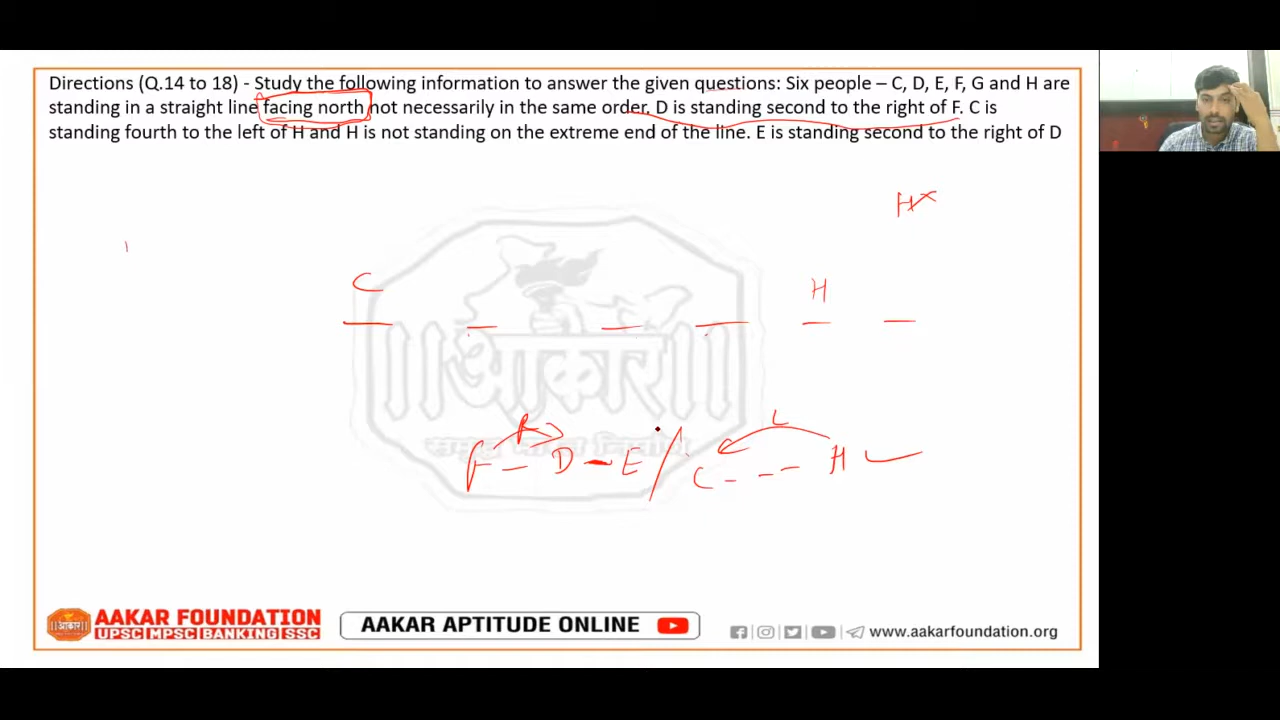 Directions (Q.14 to 18) - Study the following information to answer the given questions: Six people – C, D, E, F, G and H are
standing in a straight line facing north not necessarily in the same order. D is standing second to the right of F. C is
standing fourth to the left of H and H is not standing on the extreme end of the line. E is standing second to the right of D
H
C
H
आकार
R
L
F – D – E / C - - - H
आकार
AAKAR FOUNDATION
UPSC|MPSC|BANKING|SSC
AAKAR APTITUDE ONLINE
www.aakarfoundation.org